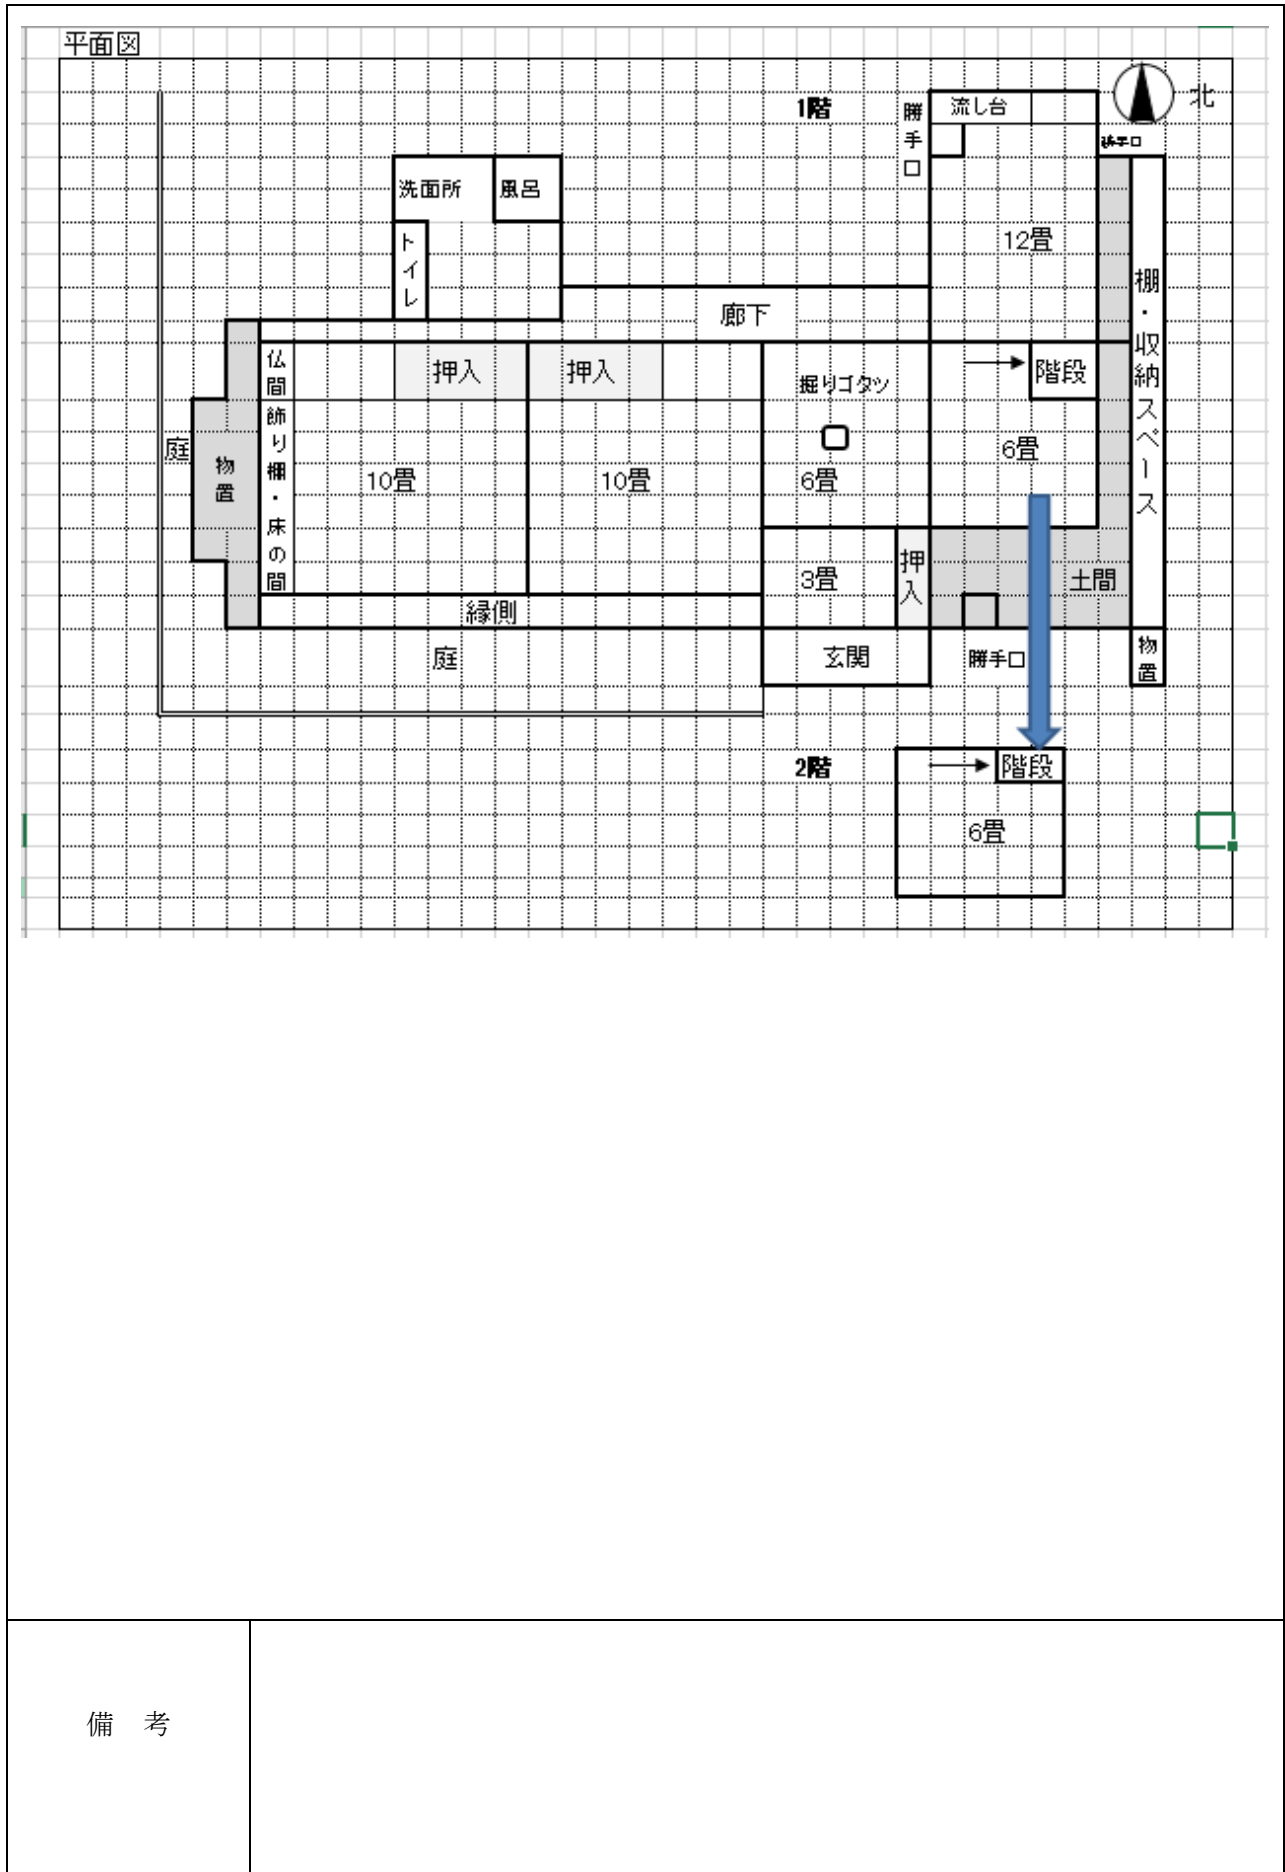 平面図
1階
勝手口
流し台
北
勝手口
洗面所
風呂
トイレ
12畳
棚・収納スペース
廊下
仏間
押入
押入
掘りゴタツ
階段
飾り棚・床の間
庭
物置
10畳
10畳
6畳
6畳
3畳
押入
土間
縁側
庭
玄関
勝手口
物置
2階
階段
6畳
備 考